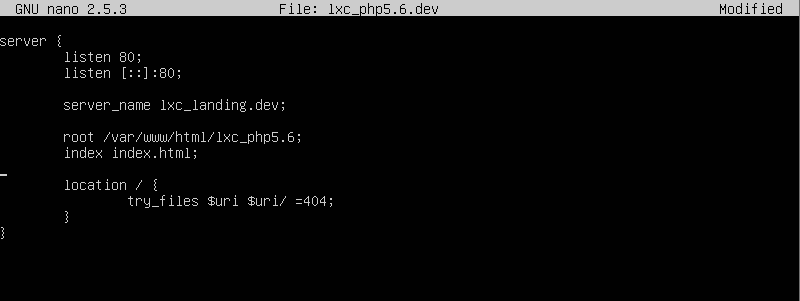 GNU nano 2.5.3 File: lxc_php5.6.dev Modified
server {
listen 80;
listen [::]:80;
server_name lxc_landing.dev;
root /var/www/html/lxc_php5.6;
index index.html;
location / {
try_files $uri $uri/ =404;
}
}